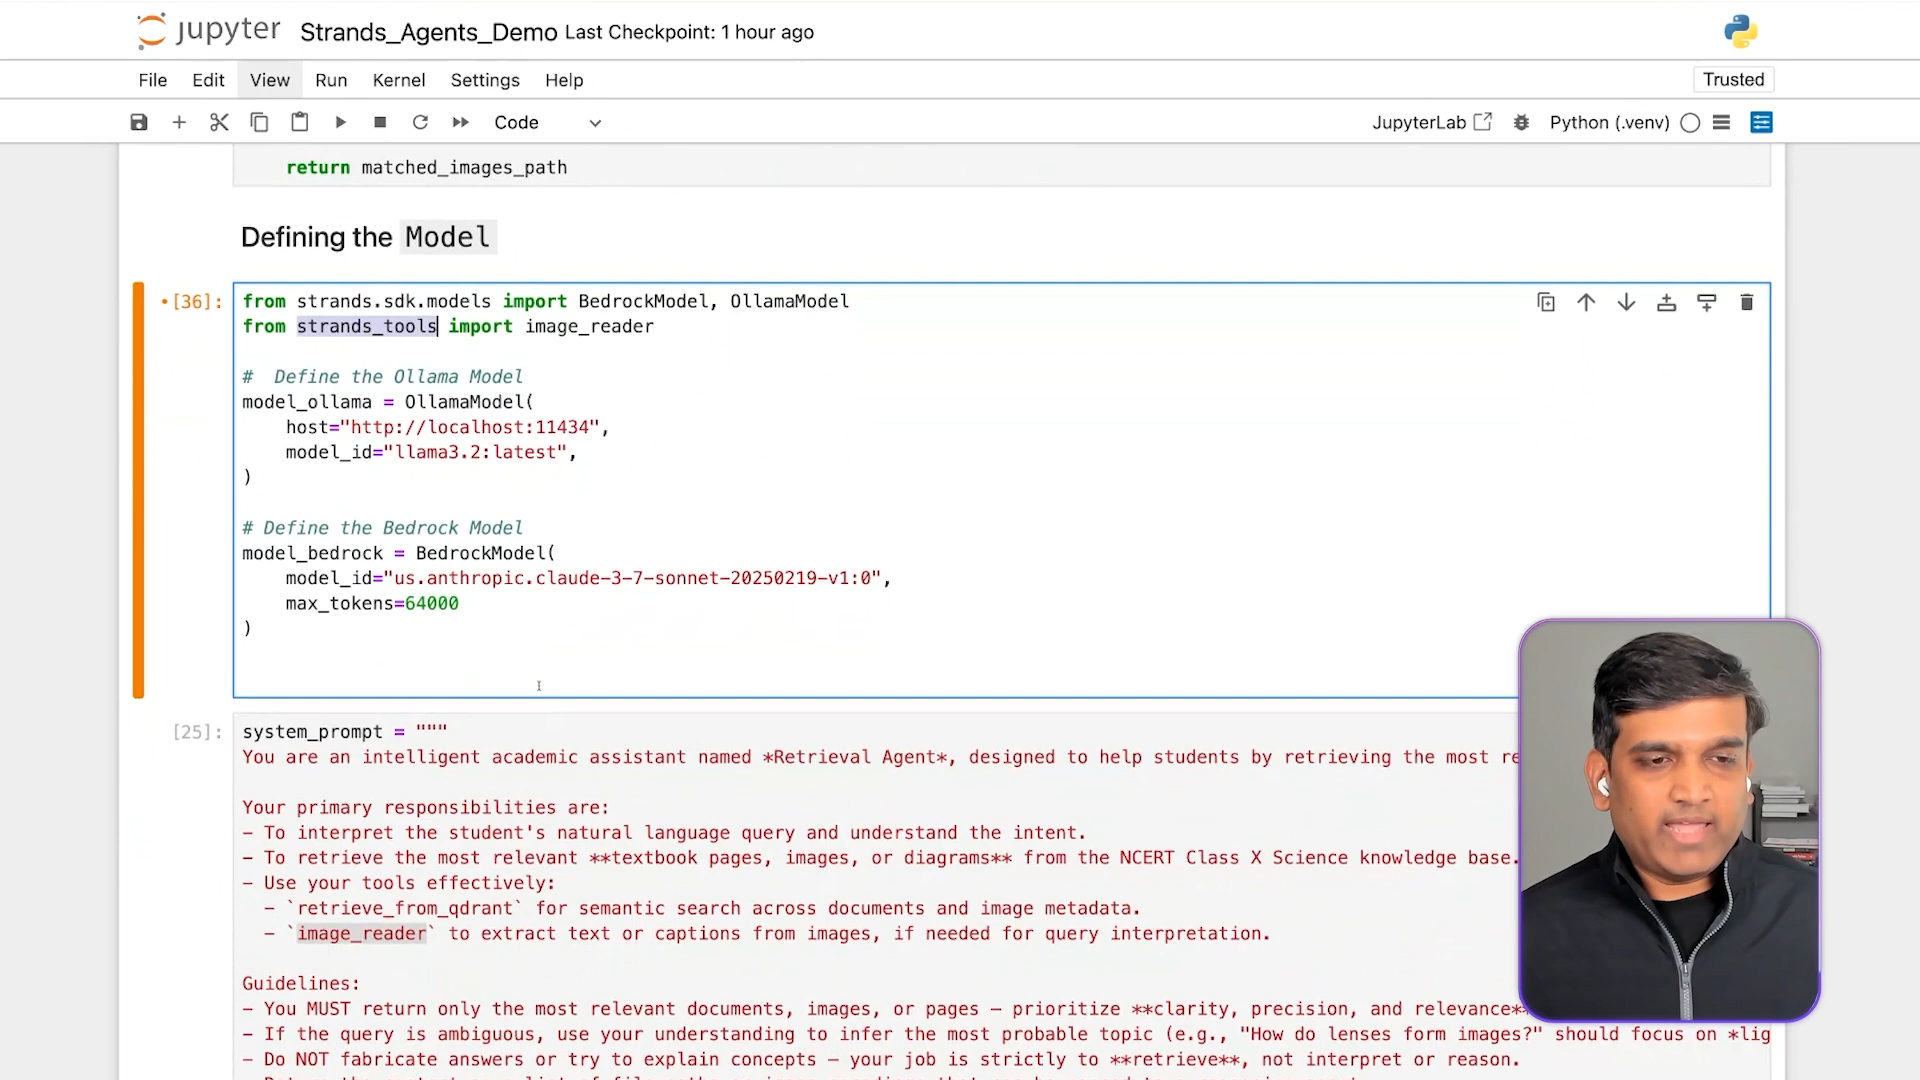 jupyter Strands_Agents_Demo Last Checkpoint: 1 hour ago
File Edit View Run Kernel Settings Help Trusted
Code JupyterLab Python (.venv)
return matched_images_path
Defining the Model
[36]:
from strands.sdk.models import BedrockModel, OllamaModel
from strands_tools import image_reader
#  Define the Ollama Model
model_ollama = OllamaModel(
    host="http://localhost:11434",
    model_id="llama3.2:latest",
)
# Define the Bedrock Model
model_bedrock = BedrockModel(
    model_id="us.anthropic.claude-3-7-sonnet-20250219-v1:0",
    max_tokens=64000
)
[25]:
system_prompt = """
You are an intelligent academic assistant named *Retrieval Agent*, designed to help students by retrieving the most re
Your primary responsibilities are:
– To interpret the student's natural language query and understand the intent.
– To retrieve the most relevant **textbook pages, images, or diagrams** from the NCERT Class X Science knowledge base.
– Use your tools effectively:
  – `retrieve_from_qdrant` for semantic search across documents and image metadata.
  – `image_reader` to extract text or captions from images, if needed for query interpretation.
Guidelines:
– You MUST return only the most relevant documents, images, or pages — prioritize **clarity, precision, and relevance*
– If the query is ambiguous, use your understanding to infer the most probable topic (e.g., "How do lenses form images?" should focus on *lig
– Do NOT fabricate answers or try to explain concepts — your job is strictly to **retrieve**, not interpret or reason.